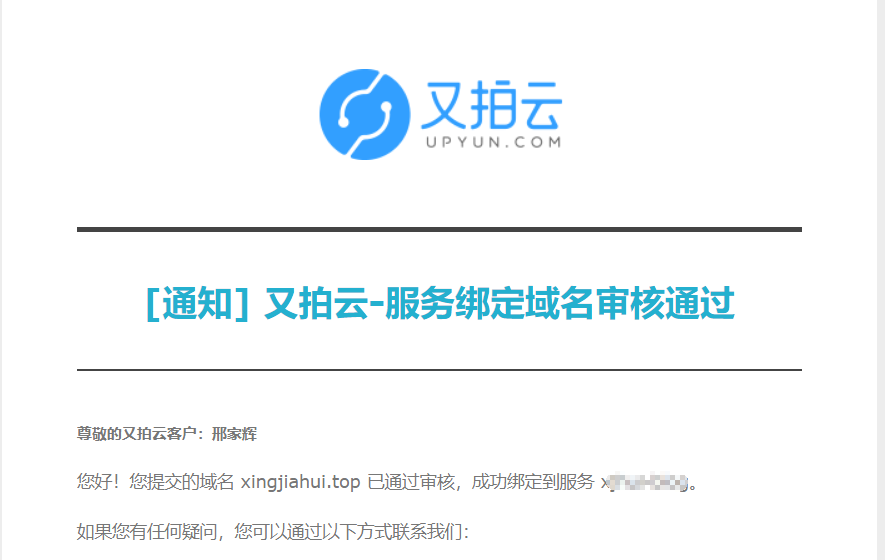 又拍云
UPYUN.COM
[通知] 又拍云-服务绑定域名审核通过
尊敬的又拍云客户：邢家辉
您好！您提交的域名 xingjiahui.top 已通过审核，成功绑定到服务 。
如果您有任何疑问，您可以通过以下方式联系我们：